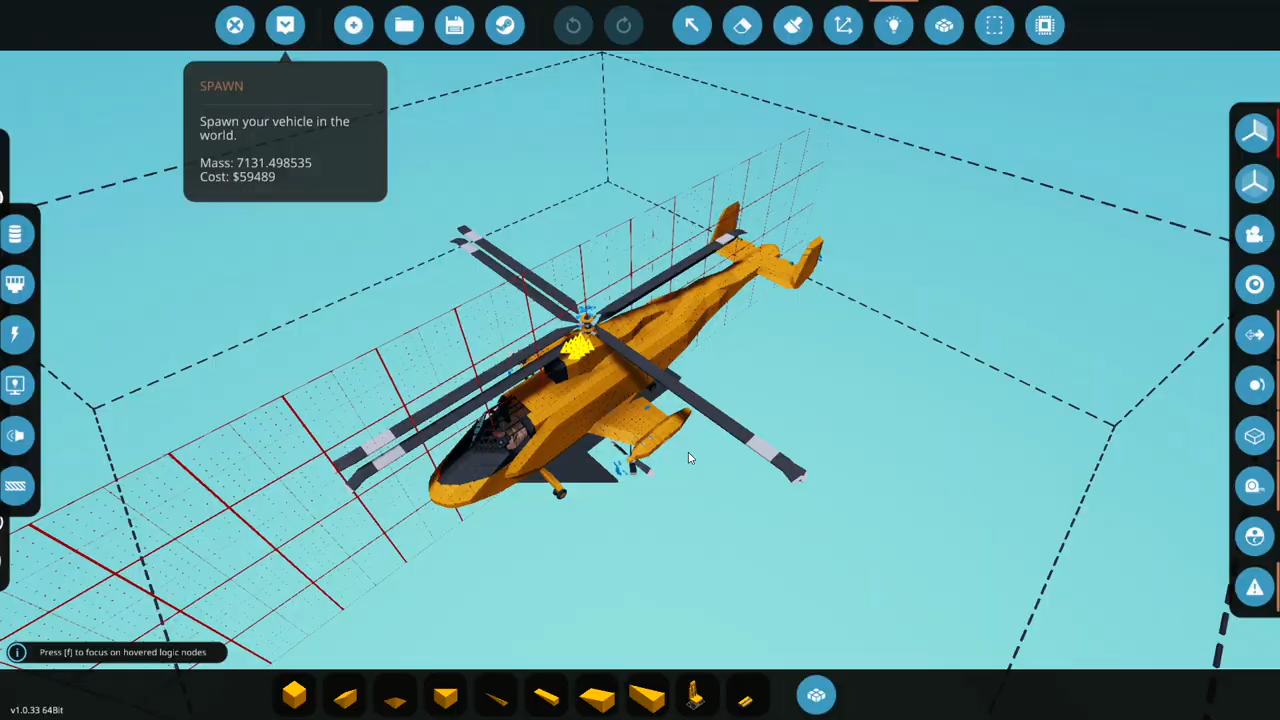 SPAWN
Spawn your vehicle in the
world.
Mass: 7131.498535
Cost: $59489
Press [f] to focus on hovered logic nodes
v1.0.33 64Bit